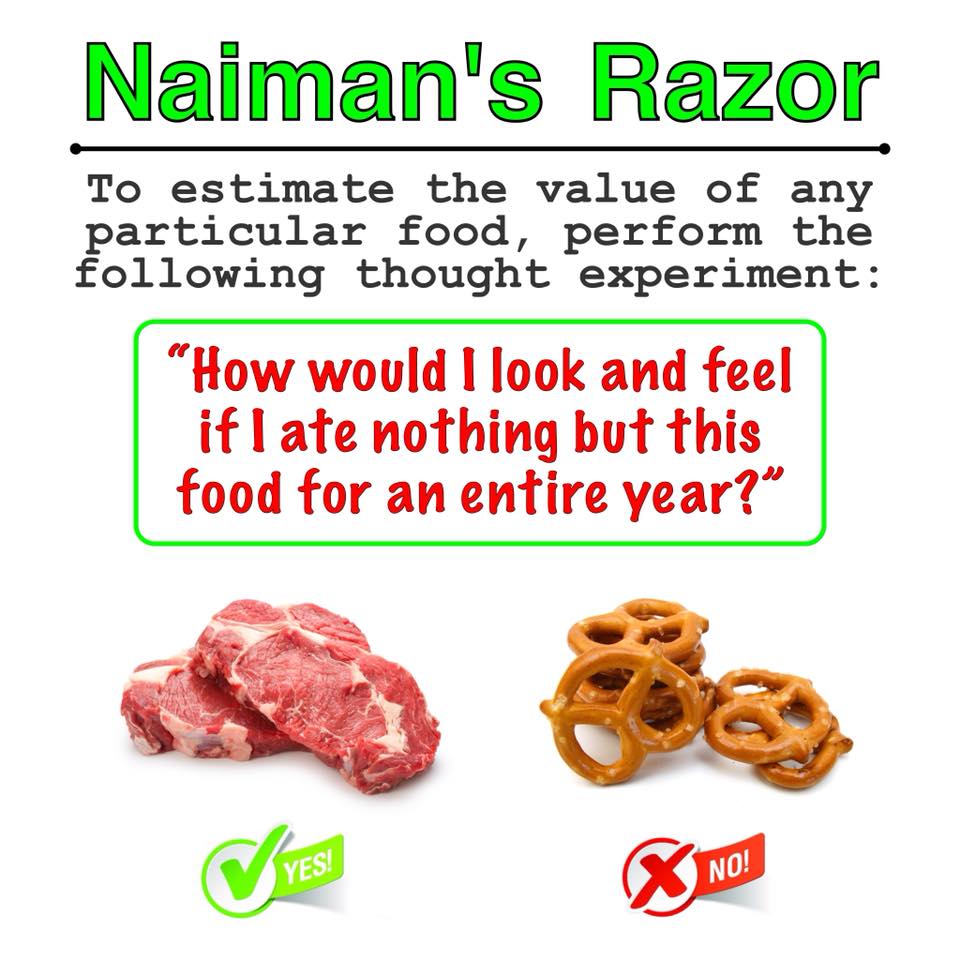 Naiman's Razor
To estimate the value of any
particular food, perform the
following thought experiment:
“How would I look and feel
if I ate nothing but this
food for an entire year?”
YES!
NO!